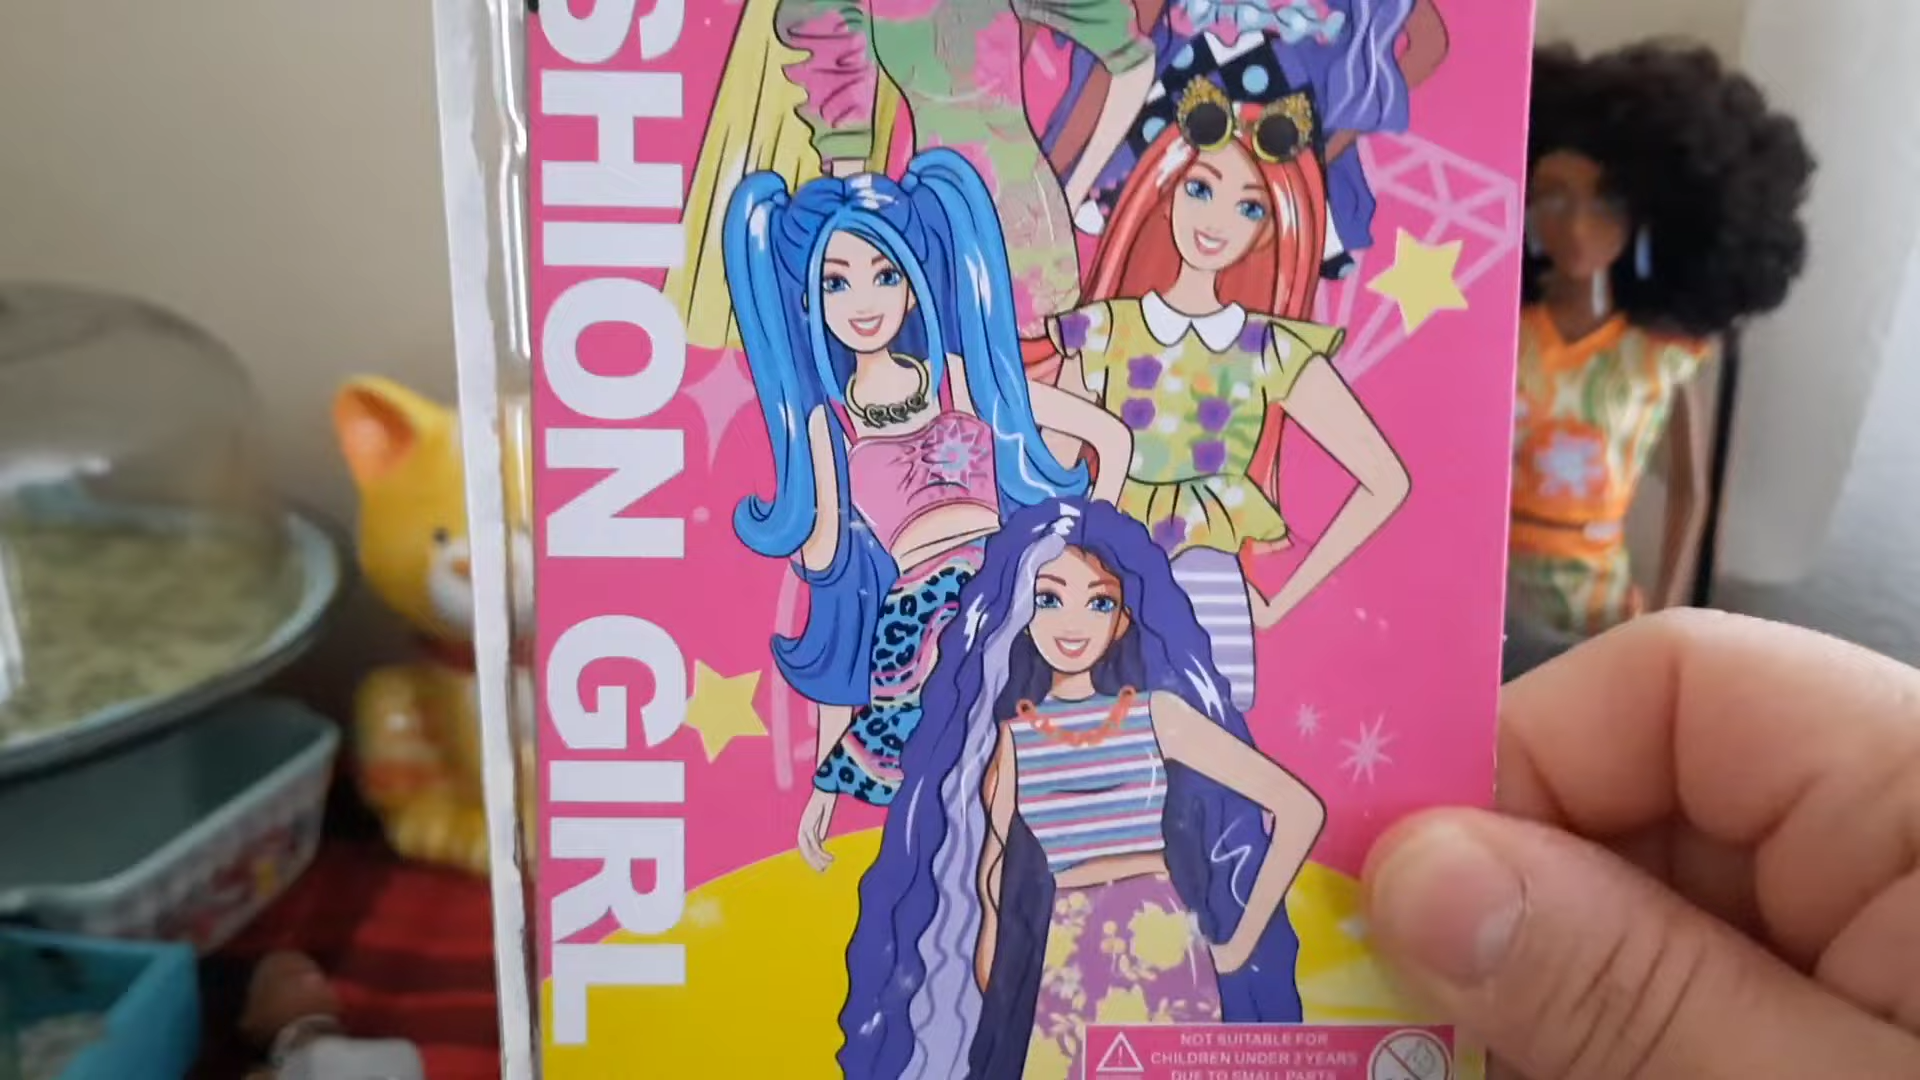 SHION GIRL
NOT SUITABLE FOR
CHILDREN UNDER 3 YEARS
DUE TO SMALL PARTS